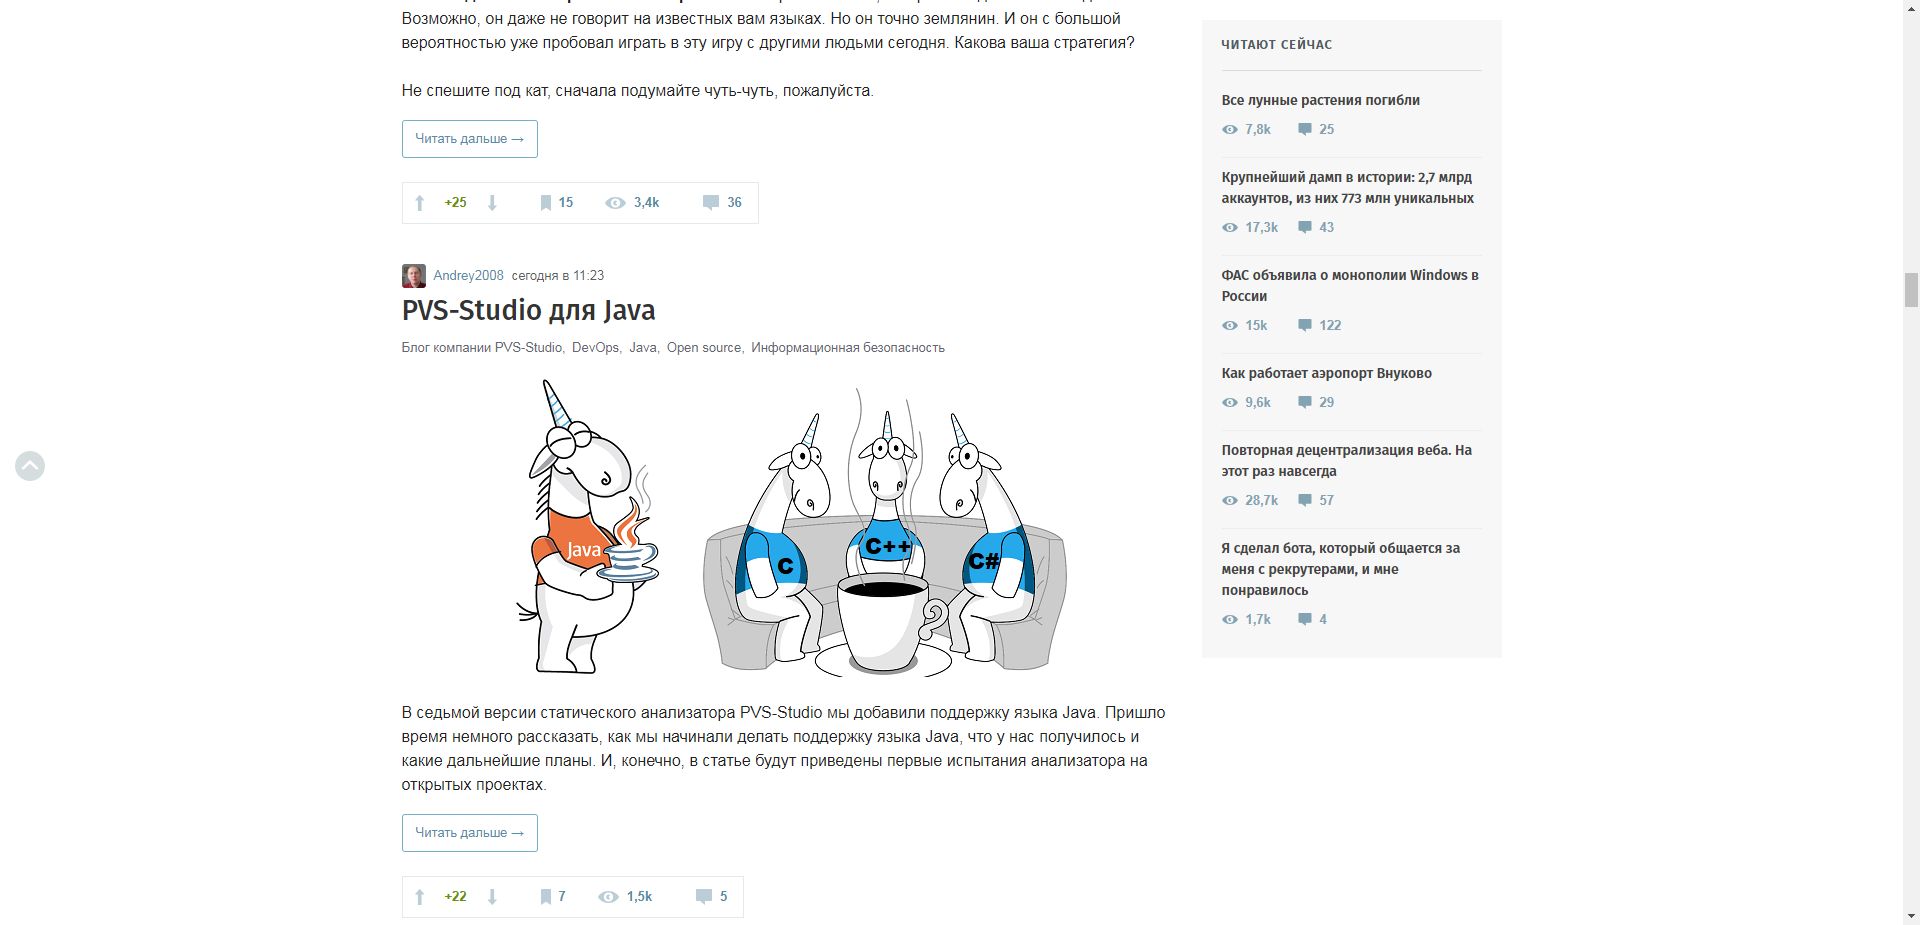 Возможно, он даже не говорит на известных вам языках. Но он точно землянин. И он с большой
вероятностью уже пробовал играть в эту игру с другими людьми сегодня. Какова ваша стратегия?
Не спешите под кат, сначала подумайте чуть-чуть, пожалуйста.
Читать дальше →
+25 15 3,4k 36
Andrey2008 сегодня в 11:23
PVS-Studio для Java
Блог компании PVS-Studio, DevOps, Java, Open source, Информационная безопасность
Java
C
C++
C#
В седьмой версии статического анализатора PVS-Studio мы добавили поддержку языка Java. Пришло
время немного рассказать, как мы начинали делать поддержку языка Java, что у нас получилось и
какие дальнейшие планы. И, конечно, в статье будут приведены первые испытания анализатора на
открытых проектах.
Читать дальше →
+22 7 1,5k 5
ЧИТАЮТ СЕЙЧАС
Все лунные растения погибли
7,8k 25
Крупнейший дамп в истории: 2,7 млрд
аккаунтов, из них 773 млн уникальных
17,3k 43
ФАС объявила о монополии Windows в
России
15k 122
Как работает аэропорт Внуково
9,6k 29
Повторная децентрализация веба. На
этот раз навсегда
28,7k 57
Я сделал бота, который общается за
меня с рекрутерами, и мне
понравилось
1,7k 4